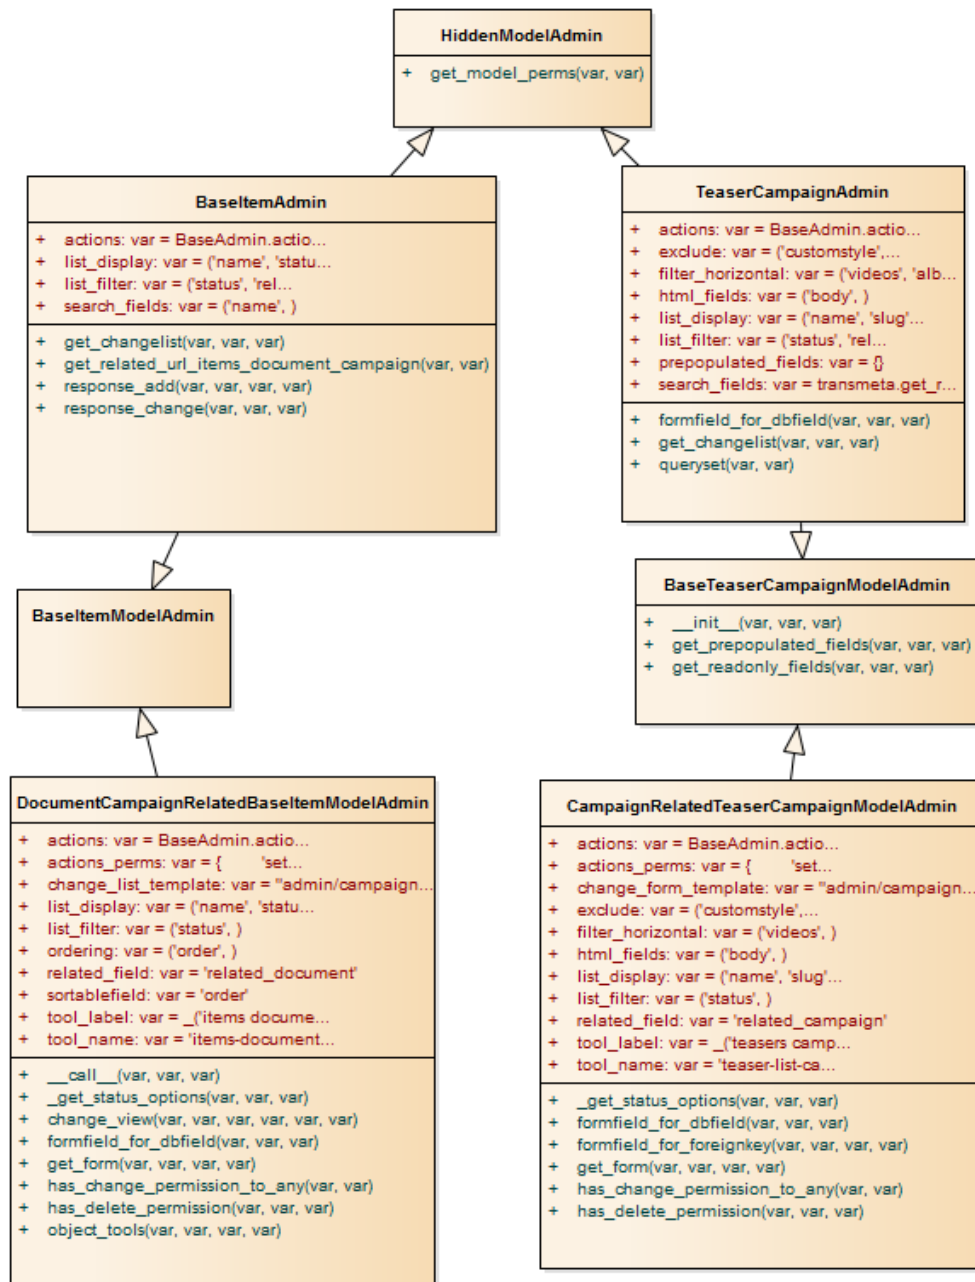 HiddenModelAdmin
+ get_model_perms(var, var)
BaseItemAdmin
+ actions: var = BaseAdmin.actio...
+ list_display: var = ('name', 'statu...
+ list_filter: var = ('status', 'rel...
+ search_fields: var = ('name', )
+ get_changelist(var, var, var)
+ get_related_url_items_document_campaign(var, var)
+ response_add(var, var, var, var)
+ response_change(var, var, var)
TeaserCampaignAdmin
+ actions: var = BaseAdmin.actio...
+ exclude: var = ('customstyle',...
+ filter_horizontal: var = ('videos', 'alb...
+ html_fields: var = ('body', )
+ list_display: var = ('name', 'slug'...
+ list_filter: var = ('status', 'rel...
+ prepopulated_fields: var = {}
+ search_fields: var = transmeta.get_r...
+ formfield_for_dbfield(var, var, var)
+ get_changelist(var, var, var)
+ queryset(var, var)
BaseItemModelAdmin
BaseTeaserCampaignModelAdmin
+ __init__(var, var, var)
+ get_prepopulated_fields(var, var, var)
+ get_readonly_fields(var, var, var)
DocumentCampaignRelatedBaseItemModelAdmin
+ actions: var = BaseAdmin.actio...
+ actions_perms: var = { 'set...
+ change_list_template: var = "admin/campaign...
+ list_display: var = ('name', 'statu...
+ list_filter: var = ('status', )
+ ordering: var = ('order', )
+ related_field: var = 'related_document'
+ sortablefield: var = 'order'
+ tool_label: var = _('items docume...
+ tool_name: var = 'items-document...
+ __call__(var, var, var)
+ _get_status_options(var, var, var)
+ change_view(var, var, var, var, var, var)
+ formfield_for_dbfield(var, var, var)
+ get_form(var, var, var, var)
+ has_change_permission_to_any(var, var)
+ has_delete_permission(var, var, var)
+ object_tools(var, var, var, var)
CampaignRelatedTeaserCampaignModelAdmin
+ actions: var = BaseAdmin.actio...
+ actions_perms: var = { 'set...
+ change_form_template: var = "admin/campaign...
+ exclude: var = ('customstyle',...
+ filter_horizontal: var = ('videos', )
+ html_fields: var = ('body', )
+ list_display: var = ('name', 'slug'...
+ list_filter: var = ('status', )
+ related_field: var = 'related_campaign'
+ tool_label: var = _('teasers camp...
+ tool_name: var = 'teaser-list-ca...
+ _get_status_options(var, var, var)
+ formfield_for_dbfield(var, var, var)
+ formfield_for_foreignkey(var, var, var, var)
+ get_form(var, var, var, var)
+ has_change_permission_to_any(var, var)
+ has_delete_permission(var, var, var)